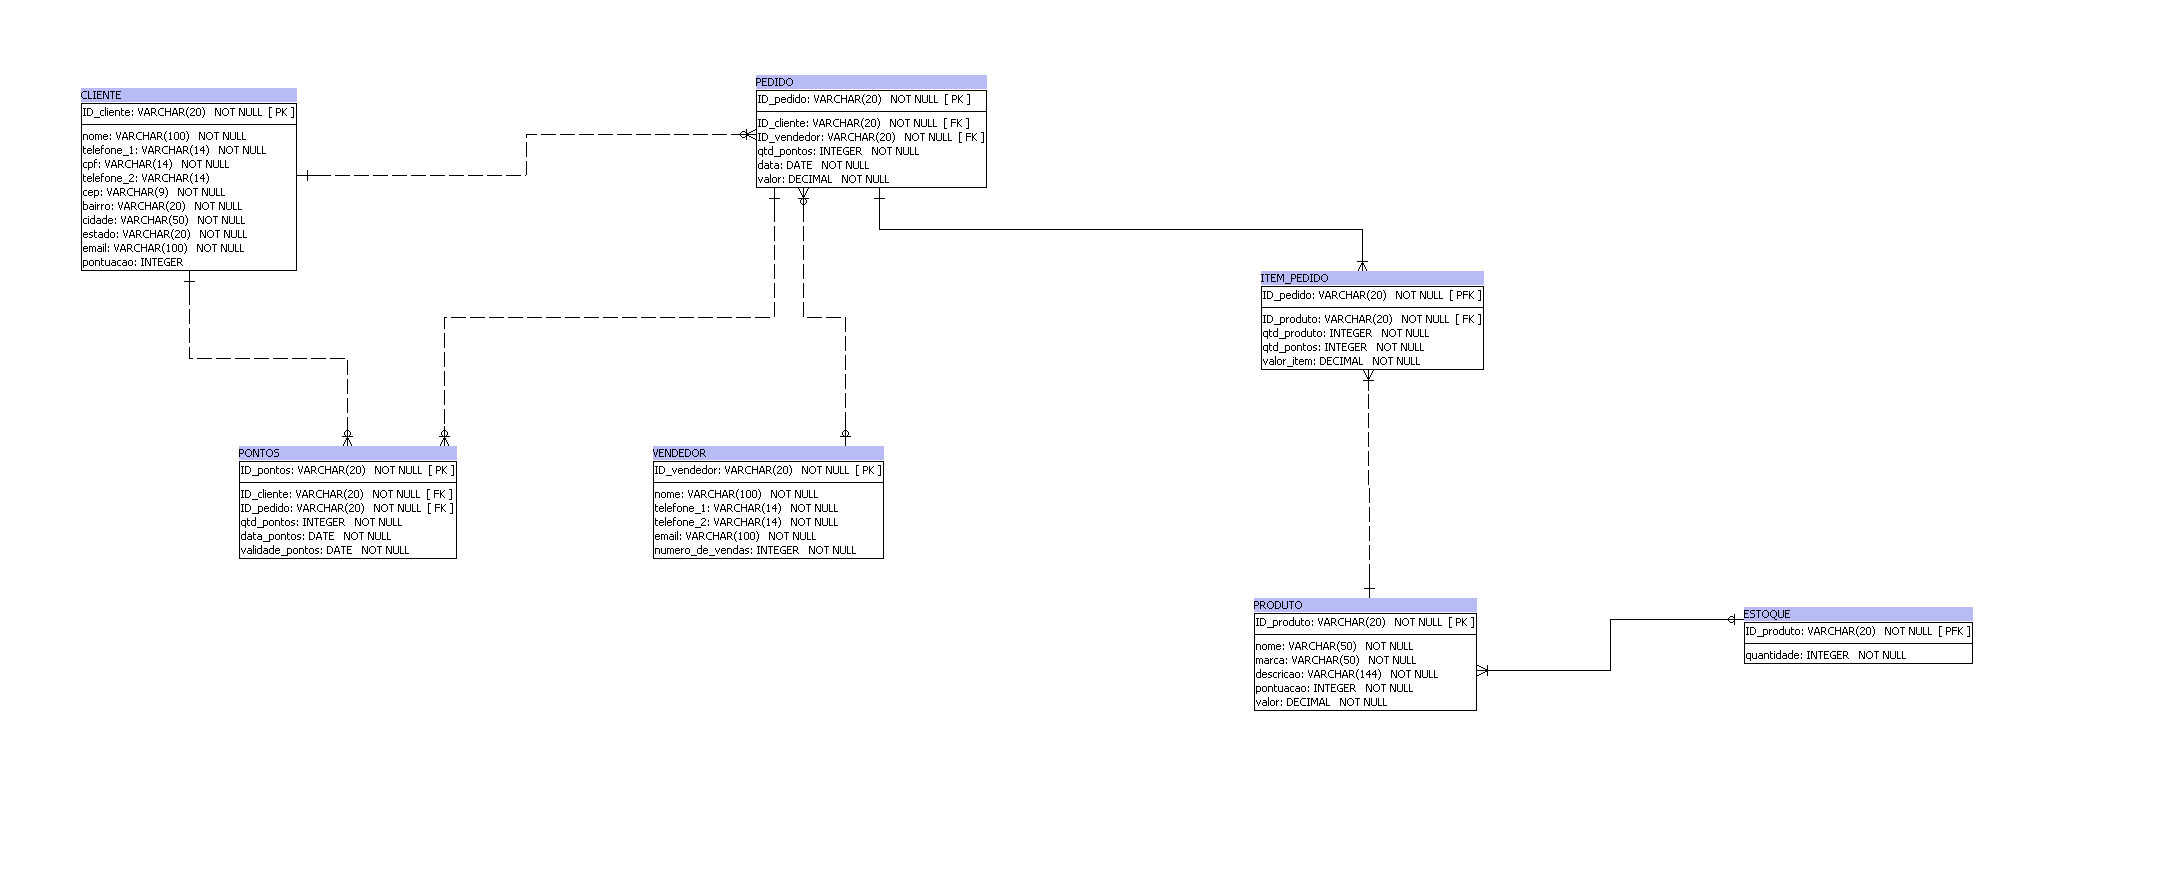 CLIENTE
ID_cliente: VARCHAR(20) NOT NULL [ PK ]
nome: VARCHAR(100) NOT NULL
telefone_1: VARCHAR(14) NOT NULL
cpf: VARCHAR(14) NOT NULL
telefone_2: VARCHAR(14)
cep: VARCHAR(9) NOT NULL
bairro: VARCHAR(20) NOT NULL
cidade: VARCHAR(50) NOT NULL
estado: VARCHAR(20) NOT NULL
email: VARCHAR(100) NOT NULL
pontuacao: INTEGER
PEDIDO
ID_pedido: VARCHAR(20) NOT NULL [ PK ]
ID_cliente: VARCHAR(20) NOT NULL [ FK ]
ID_vendedor: VARCHAR(20) NOT NULL [ FK ]
qtd_pontos: INTEGER NOT NULL
data: DATE NOT NULL
valor: DECIMAL NOT NULL
ITEM_PEDIDO
ID_pedido: VARCHAR(20) NOT NULL [ PFK ]
ID_produto: VARCHAR(20) NOT NULL [ FK ]
qtd_produto: INTEGER NOT NULL
qtd_pontos: INTEGER NOT NULL
valor_item: DECIMAL NOT NULL
PONTOS
ID_pontos: VARCHAR(20) NOT NULL [ PK ]
ID_cliente: VARCHAR(20) NOT NULL [ FK ]
ID_pedido: VARCHAR(20) NOT NULL [ FK ]
qtd_pontos: INTEGER NOT NULL
data_pontos: DATE NOT NULL
validade_pontos: DATE NOT NULL
VENDEDOR
ID_vendedor: VARCHAR(20) NOT NULL [ PK ]
nome: VARCHAR(100) NOT NULL
telefone_1: VARCHAR(14) NOT NULL
telefone_2: VARCHAR(14) NOT NULL
email: VARCHAR(100) NOT NULL
numero_de_vendas: INTEGER NOT NULL
PRODUTO
ID_produto: VARCHAR(20) NOT NULL [ PK ]
nome: VARCHAR(50) NOT NULL
marca: VARCHAR(50) NOT NULL
descricao: VARCHAR(144) NOT NULL
pontuacao: INTEGER NOT NULL
valor: DECIMAL NOT NULL
ESTOQUE
ID_produto: VARCHAR(20) NOT NULL [ PFK ]
quantidade: INTEGER NOT NULL